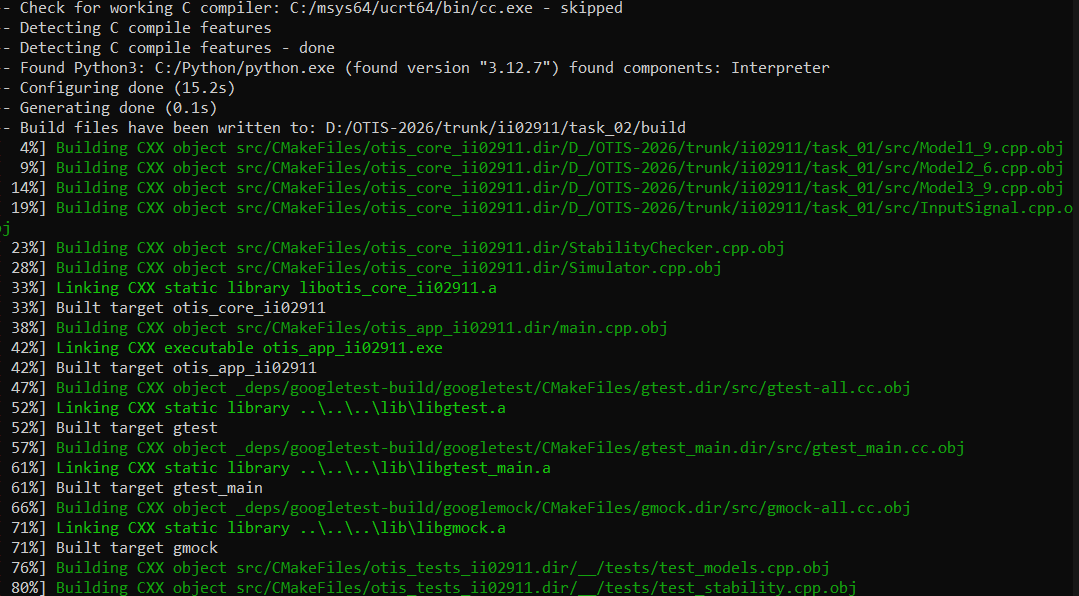 -- Check for working C compiler: C:/msys64/ucrt64/bin/cc.exe - skipped
-- Detecting C compile features
-- Detecting C compile features - done
-- Found Python3: C:/Python/python.exe (found version "3.12.7") found components: Interpreter
-- Configuring done (15.2s)
-- Generating done (0.1s)
-- Build files have been written to: D:/OTIS-2026/trunk/ii02911/task_02/build
4%] Building CXX object src/CMakeFiles/otis_core_ii02911.dir/D_/OTIS-2026/trunk/ii02911/task_01/src/Model1_9.cpp.obj
9%] Building CXX object src/CMakeFiles/otis_core_ii02911.dir/D_/OTIS-2026/trunk/ii02911/task_01/src/Model2_6.cpp.obj
14%] Building CXX object src/CMakeFiles/otis_core_ii02911.dir/D_/OTIS-2026/trunk/ii02911/task_01/src/Model3_9.cpp.obj
19%] Building CXX object src/CMakeFiles/otis_core_ii02911.dir/D_/OTIS-2026/trunk/ii02911/task_01/src/InputSignal.cpp.o
bj
23%] Building CXX object src/CMakeFiles/otis_core_ii02911.dir/StabilityChecker.cpp.obj
28%] Building CXX object src/CMakeFiles/otis_core_ii02911.dir/Simulator.cpp.obj
33%] Linking CXX static library libotis_core_ii02911.a
33%] Built target otis_core_ii02911
38%] Building CXX object src/CMakeFiles/otis_app_ii02911.dir/main.cpp.obj
42%] Linking CXX executable otis_app_ii02911.exe
42%] Built target otis_app_ii02911
47%] Building CXX object _deps/googletest-build/googletest/CMakeFiles/gtest.dir/src/gtest-all.cc.obj
52%] Linking CXX static library ..\..\..\lib\libgtest.a
52%] Built target gtest
57%] Building CXX object _deps/googletest-build/googletest/CMakeFiles/gtest_main.dir/src/gtest_main.cc.obj
61%] Linking CXX static library ..\..\..\lib\libgtest_main.a
61%] Built target gtest_main
66%] Building CXX object _deps/googletest-build/googlemock/CMakeFiles/gmock.dir/src/gmock-all.cc.obj
71%] Linking CXX static library ..\..\..\lib\libgmock.a
71%] Built target gmock
76%] Building CXX object src/CMakeFiles/otis_tests_ii02911.dir/__/tests/test_models.cpp.obj
80%] Building CXX object src/CMakeFiles/otis_tests_ii02911.dir/__/tests/test_stability.cpp.obj